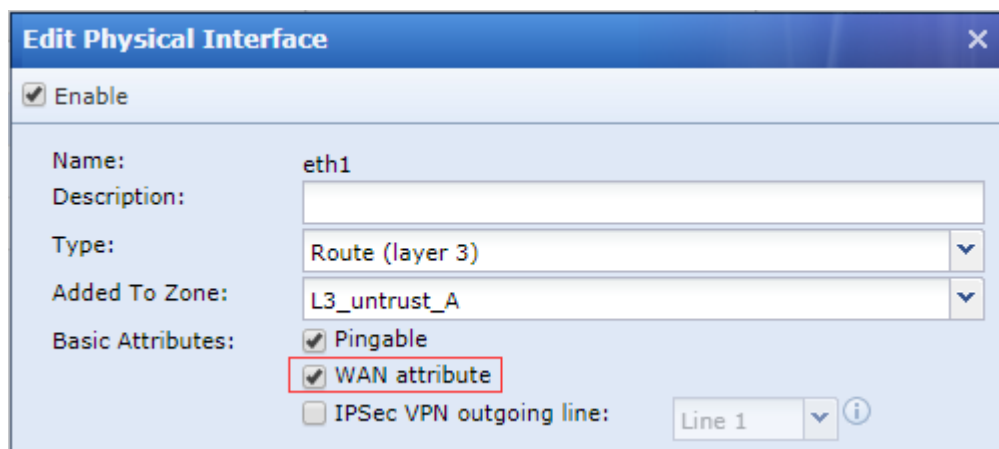 Edit Physical Interface
Enable
Name: eth1
Description:
Type: Route (layer 3)
Added To Zone: L3_untrust_A
Basic Attributes: Pingable
WAN attribute
IPSec VPN outgoing line: Line 1